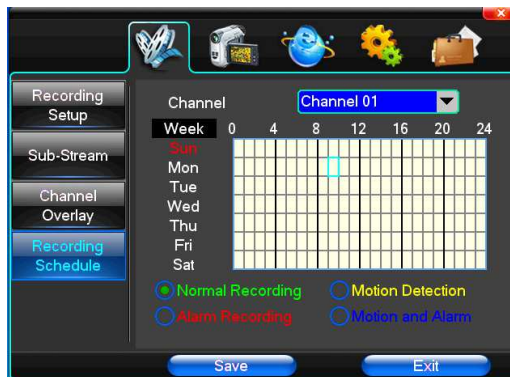 Recording
Setup
Sub-Stream
Channel
Overlay
Recording
Schedule
Channel Channel 01
Week 0 4 8 12 16 20 24
Sun
Mon
Tue
Wed
Thu
Fri
Sat
Normal Recording Motion Detection
Alarm Recording Motion and Alarm
Save Exit